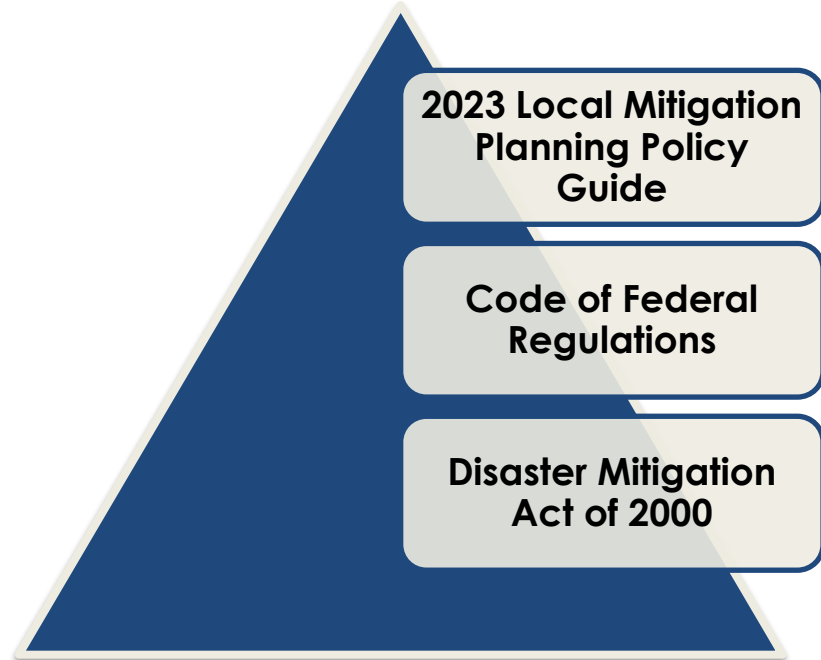 2023 Local Mitigation
Planning Policy
Guide
Code of Federal
Regulations
Disaster Mitigation
Act of 2000